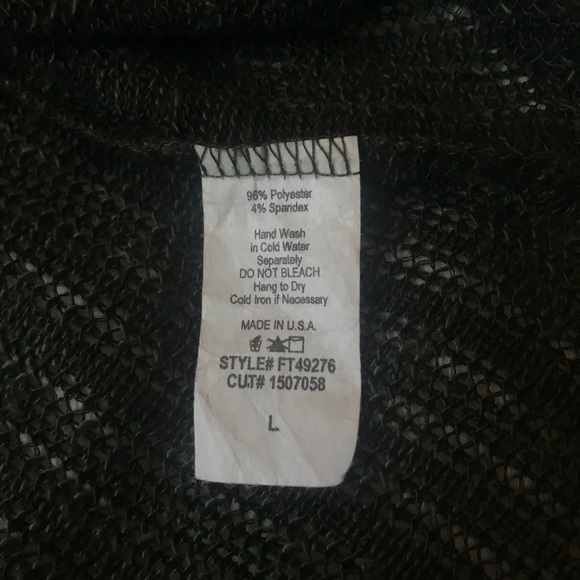 96% Polyester
4% Spandex
Hand Wash
in Cold Water
Separately
DO NOT BLEACH
Hang to Dry
Cold Iron if Necessary
MADE IN U.S.A.
STYLE# FT49276
CUT# 1507058
L